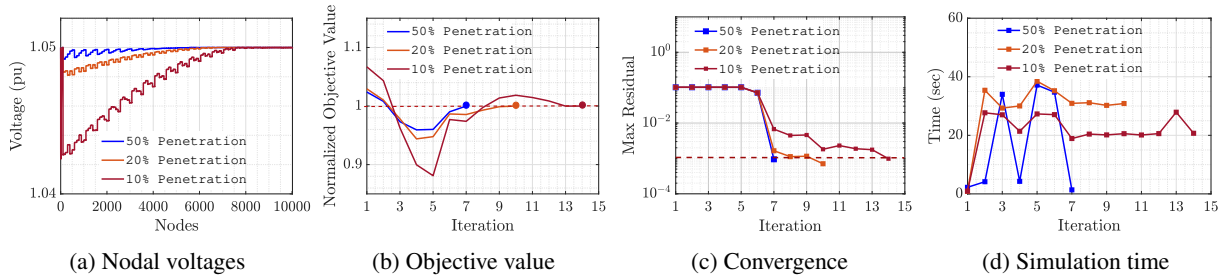 1.05
1.04
Voltage (pu)
50% Penetration
20% Penetration
10% Penetration
0 2000 4000 6000 8000 10000
Nodes
(a) Nodal voltages
1.1
1
0.9
Normalized Objective Value
50% Penetration
20% Penetration
10% Penetration
1 3 5 7 9 11 13 15
Iteration
(b) Objective value
10^0
10^-2
10^-4
Max Residual
50% Penetration
20% Penetration
10% Penetration
1 3 5 7 9 11 13 15
Iteration
(c) Convergence
60
40
20
0
Time (sec)
50% Penetration
20% Penetration
10% Penetration
1 3 5 7 9 11 13 15
Iteration
(d) Simulation time